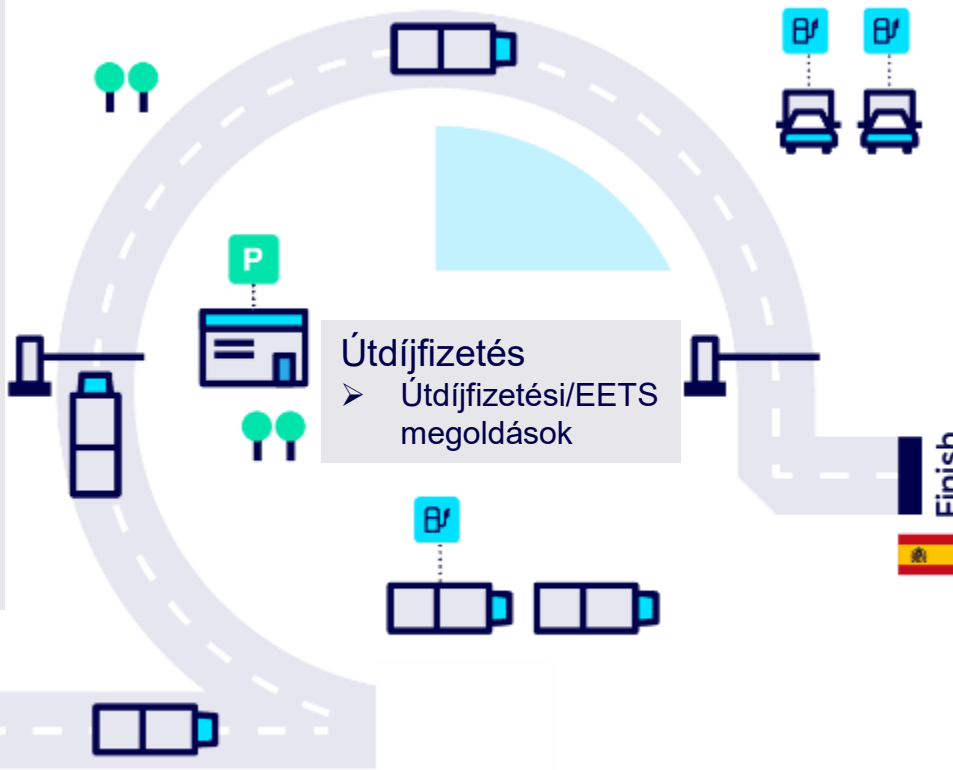 P
Útdíjfizetés
➢ Útdíjfizetési/EETS
megoldások
Finish